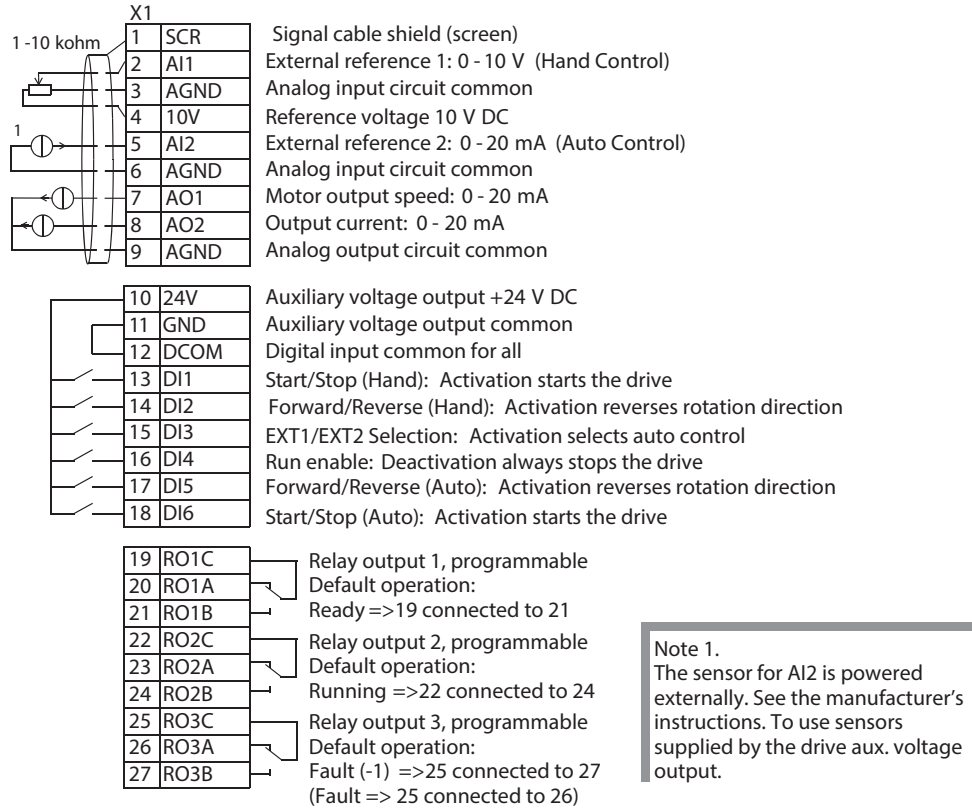 X1
1 -10 kohm
1 SCR Signal cable shield (screen)
2 AI1 External reference 1: 0 - 10 V (Hand Control)
3 AGND Analog input circuit common
4 10V Reference voltage 10 V DC
1
5 AI2 External reference 2: 0 - 20 mA (Auto Control)
6 AGND Analog input circuit common
7 AO1 Motor output speed: 0 - 20 mA
8 AO2 Output current: 0 - 20 mA
9 AGND Analog output circuit common
10 24V Auxiliary voltage output +24 V DC
11 GND Auxiliary voltage output common
12 DCOM Digital input common for all
13 DI1 Start/Stop (Hand): Activation starts the drive
14 DI2 Forward/Reverse (Hand): Activation reverses rotation direction
15 DI3 EXT1/EXT2 Selection: Activation selects auto control
16 DI4 Run enable: Deactivation always stops the drive
17 DI5 Forward/Reverse (Auto): Activation reverses rotation direction
18 DI6 Start/Stop (Auto): Activation starts the drive
19 RO1C Relay output 1, programmable
20 RO1A Default operation:
21 RO1B Ready =>19 connected to 21
22 RO2C Relay output 2, programmable
23 RO2A Default operation:
24 RO2B Running =>22 connected to 24
25 RO3C Relay output 3, programmable
26 RO3A Default operation:
27 RO3B Fault (-1) =>25 connected to 27
(Fault => 25 connected to 26)
Note 1.
The sensor for AI2 is powered
externally. See the manufacturer's
instructions. To use sensors
supplied by the drive aux. voltage
output.